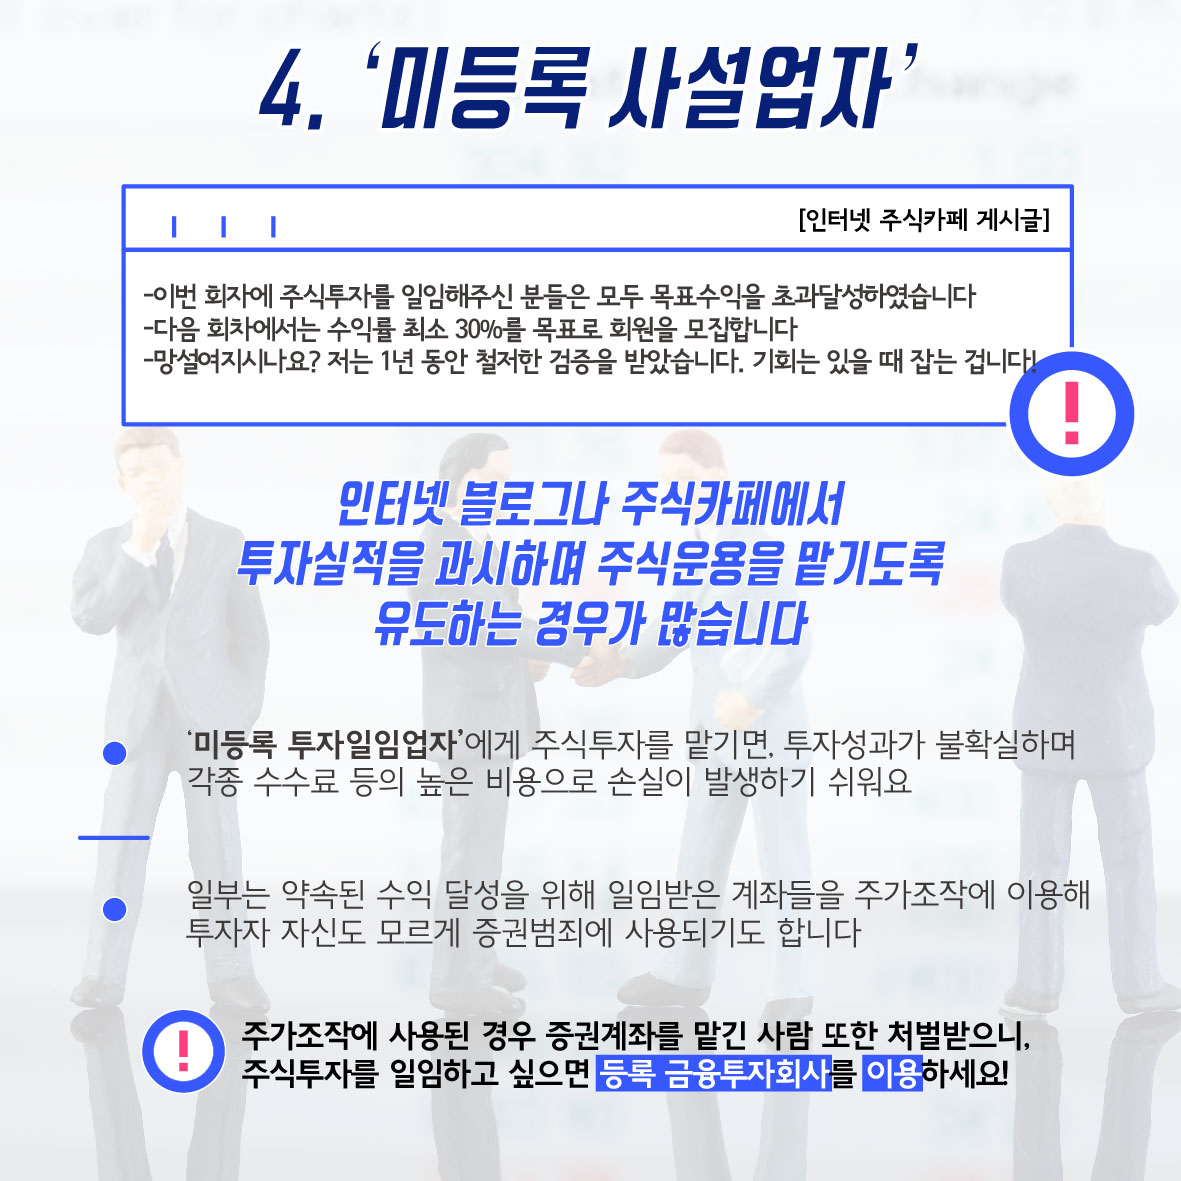 4. ‘미등록 사설업자’
[인터넷 주식카페 게시글]
-이번 회자에 주식투자를 일임해주신 분들은 모두 목표수익을 초과달성하였습니다
-다음 회차에서는 수익률 최소 30%를 목표로 회원을 모집합니다
-망설여지시나요? 저는 1년 동안 철저한 검증을 받았습니다. 기회는 있을 때 잡는 겁니다!
!
인터넷 블로그나 주식카페에서
투자실적을 과시하며 주식운용을 맡기도록
유도하는 경우가 많습니다
‘미등록 투자일임업자’에게 주식투자를 맡기면, 투자성과가 불확실하며
각종 수수료 등의 높은 비용으로 손실이 발생하기 쉬워요
일부는 약속된 수익 달성을 위해 일임받은 계좌들을 주가조작에 이용해
투자자 자신도 모르게 증권범죄에 사용되기도 합니다
!
주가조작에 사용된 경우 증권계좌를 맡긴 사람 또한 처벌받으니,
주식투자를 일임하고 싶으면 등록 금융투자회사를 이용하세요!